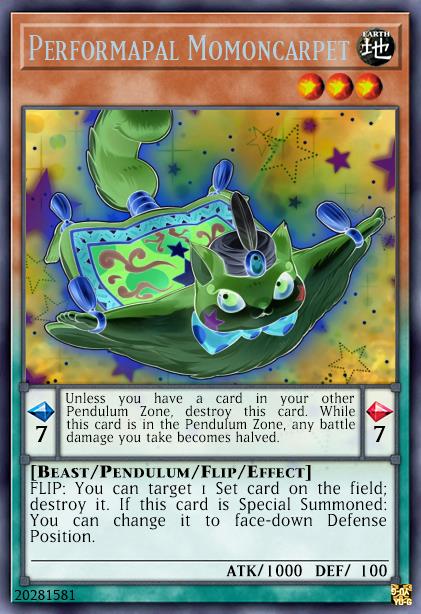 PERFORMAPAL MOMONCARPET
EARTH
地
Unless you have a card in your other
Pendulum Zone, destroy this card. While
this card is in the Pendulum Zone, any battle
damage you take becomes halved.
7
7
[BEAST/PENDULUM/FLIP/EFFECT]
FLIP: You can target 1 Set card on the field;
destroy it. If this card is Special Summoned:
You can change it to face-down Defense
Position.
ATK/1000 DEF/ 100
20281581